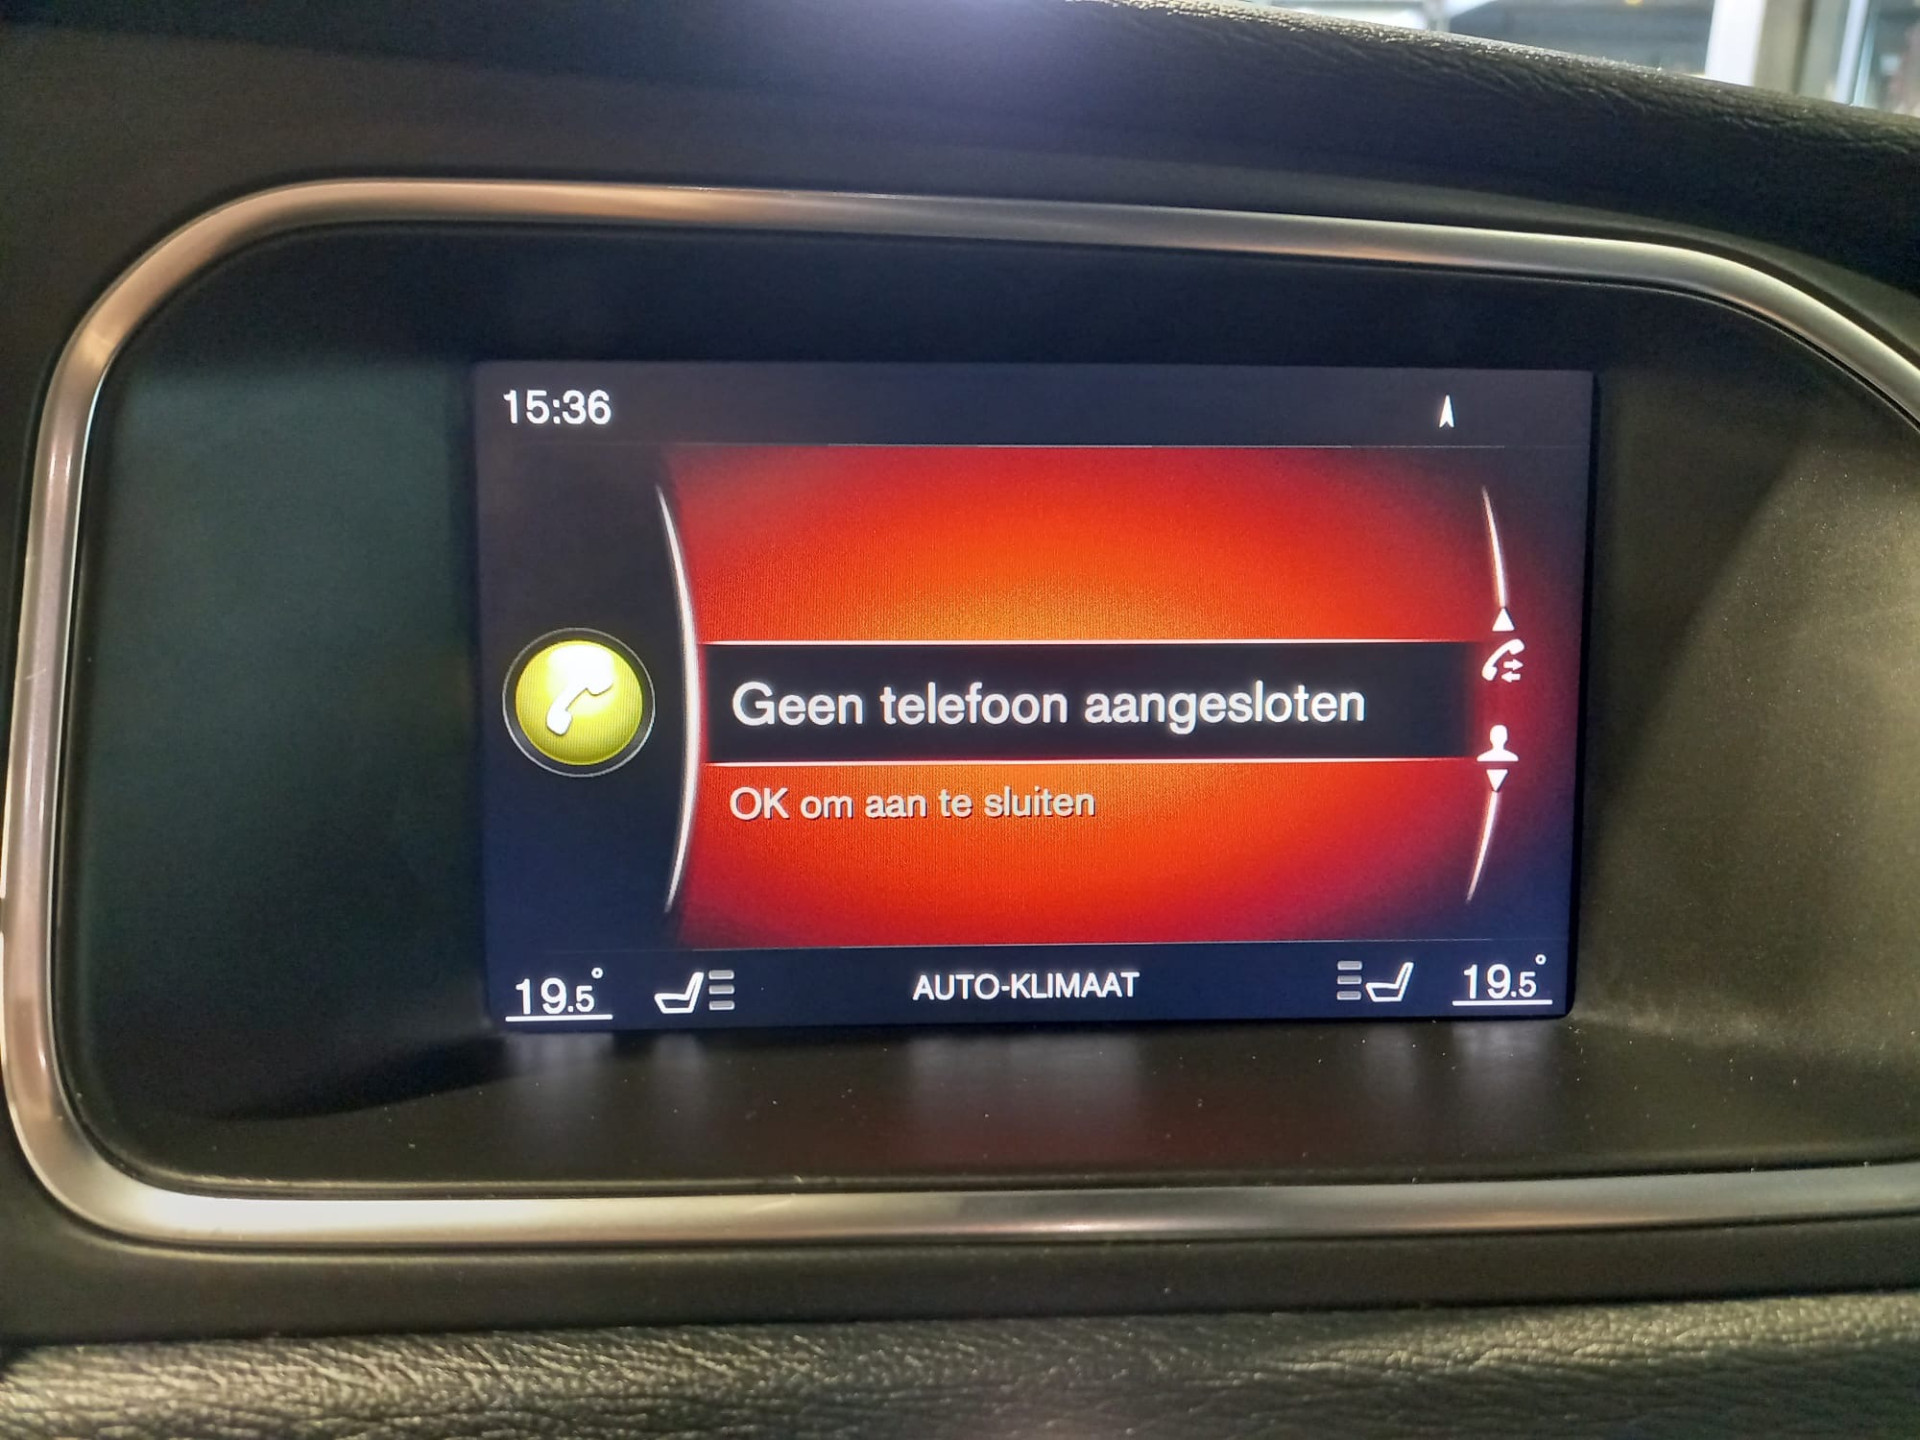 15:36
Geen telefoon aangesloten
OK om aan te sluiten
19.5° AUTO-KLIMAAT 19.5°